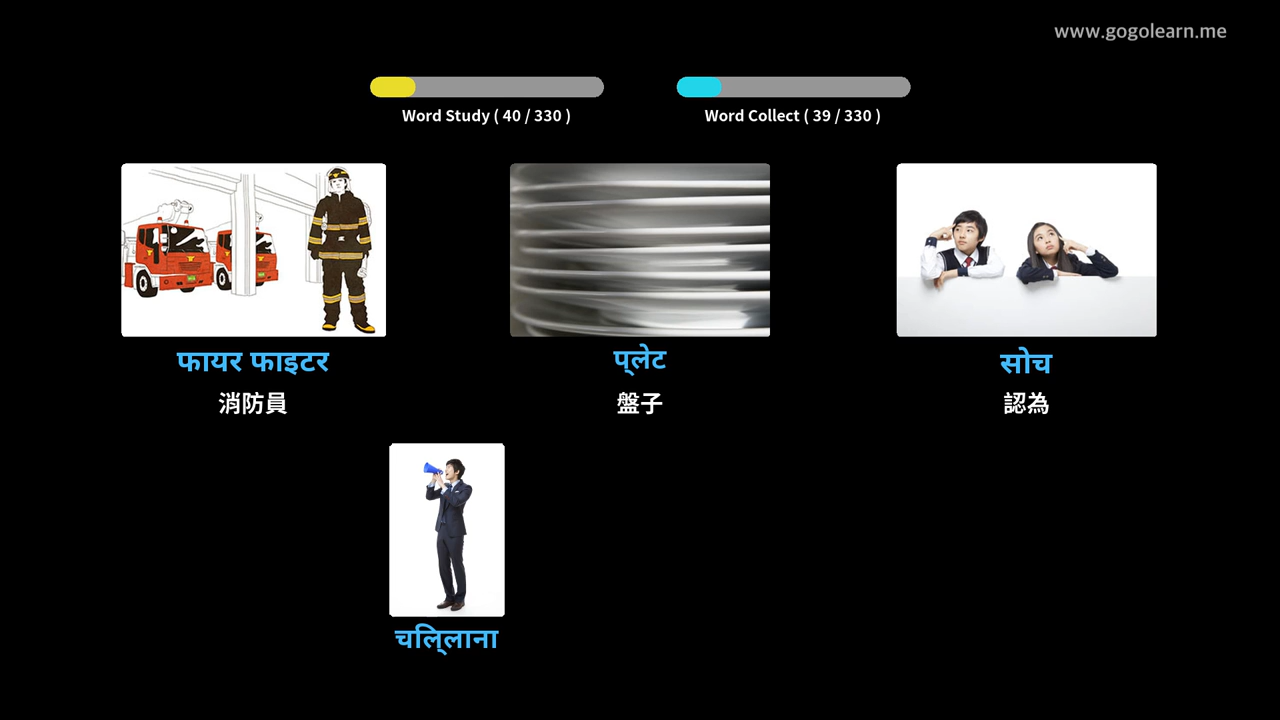 www.gogolearn.me
Word Study ( 40 / 330 )
Word Collect ( 39 / 330 )
फायर फाइटर
प्लेट
सोच
消防員
盤子
認為
चिल्लाना